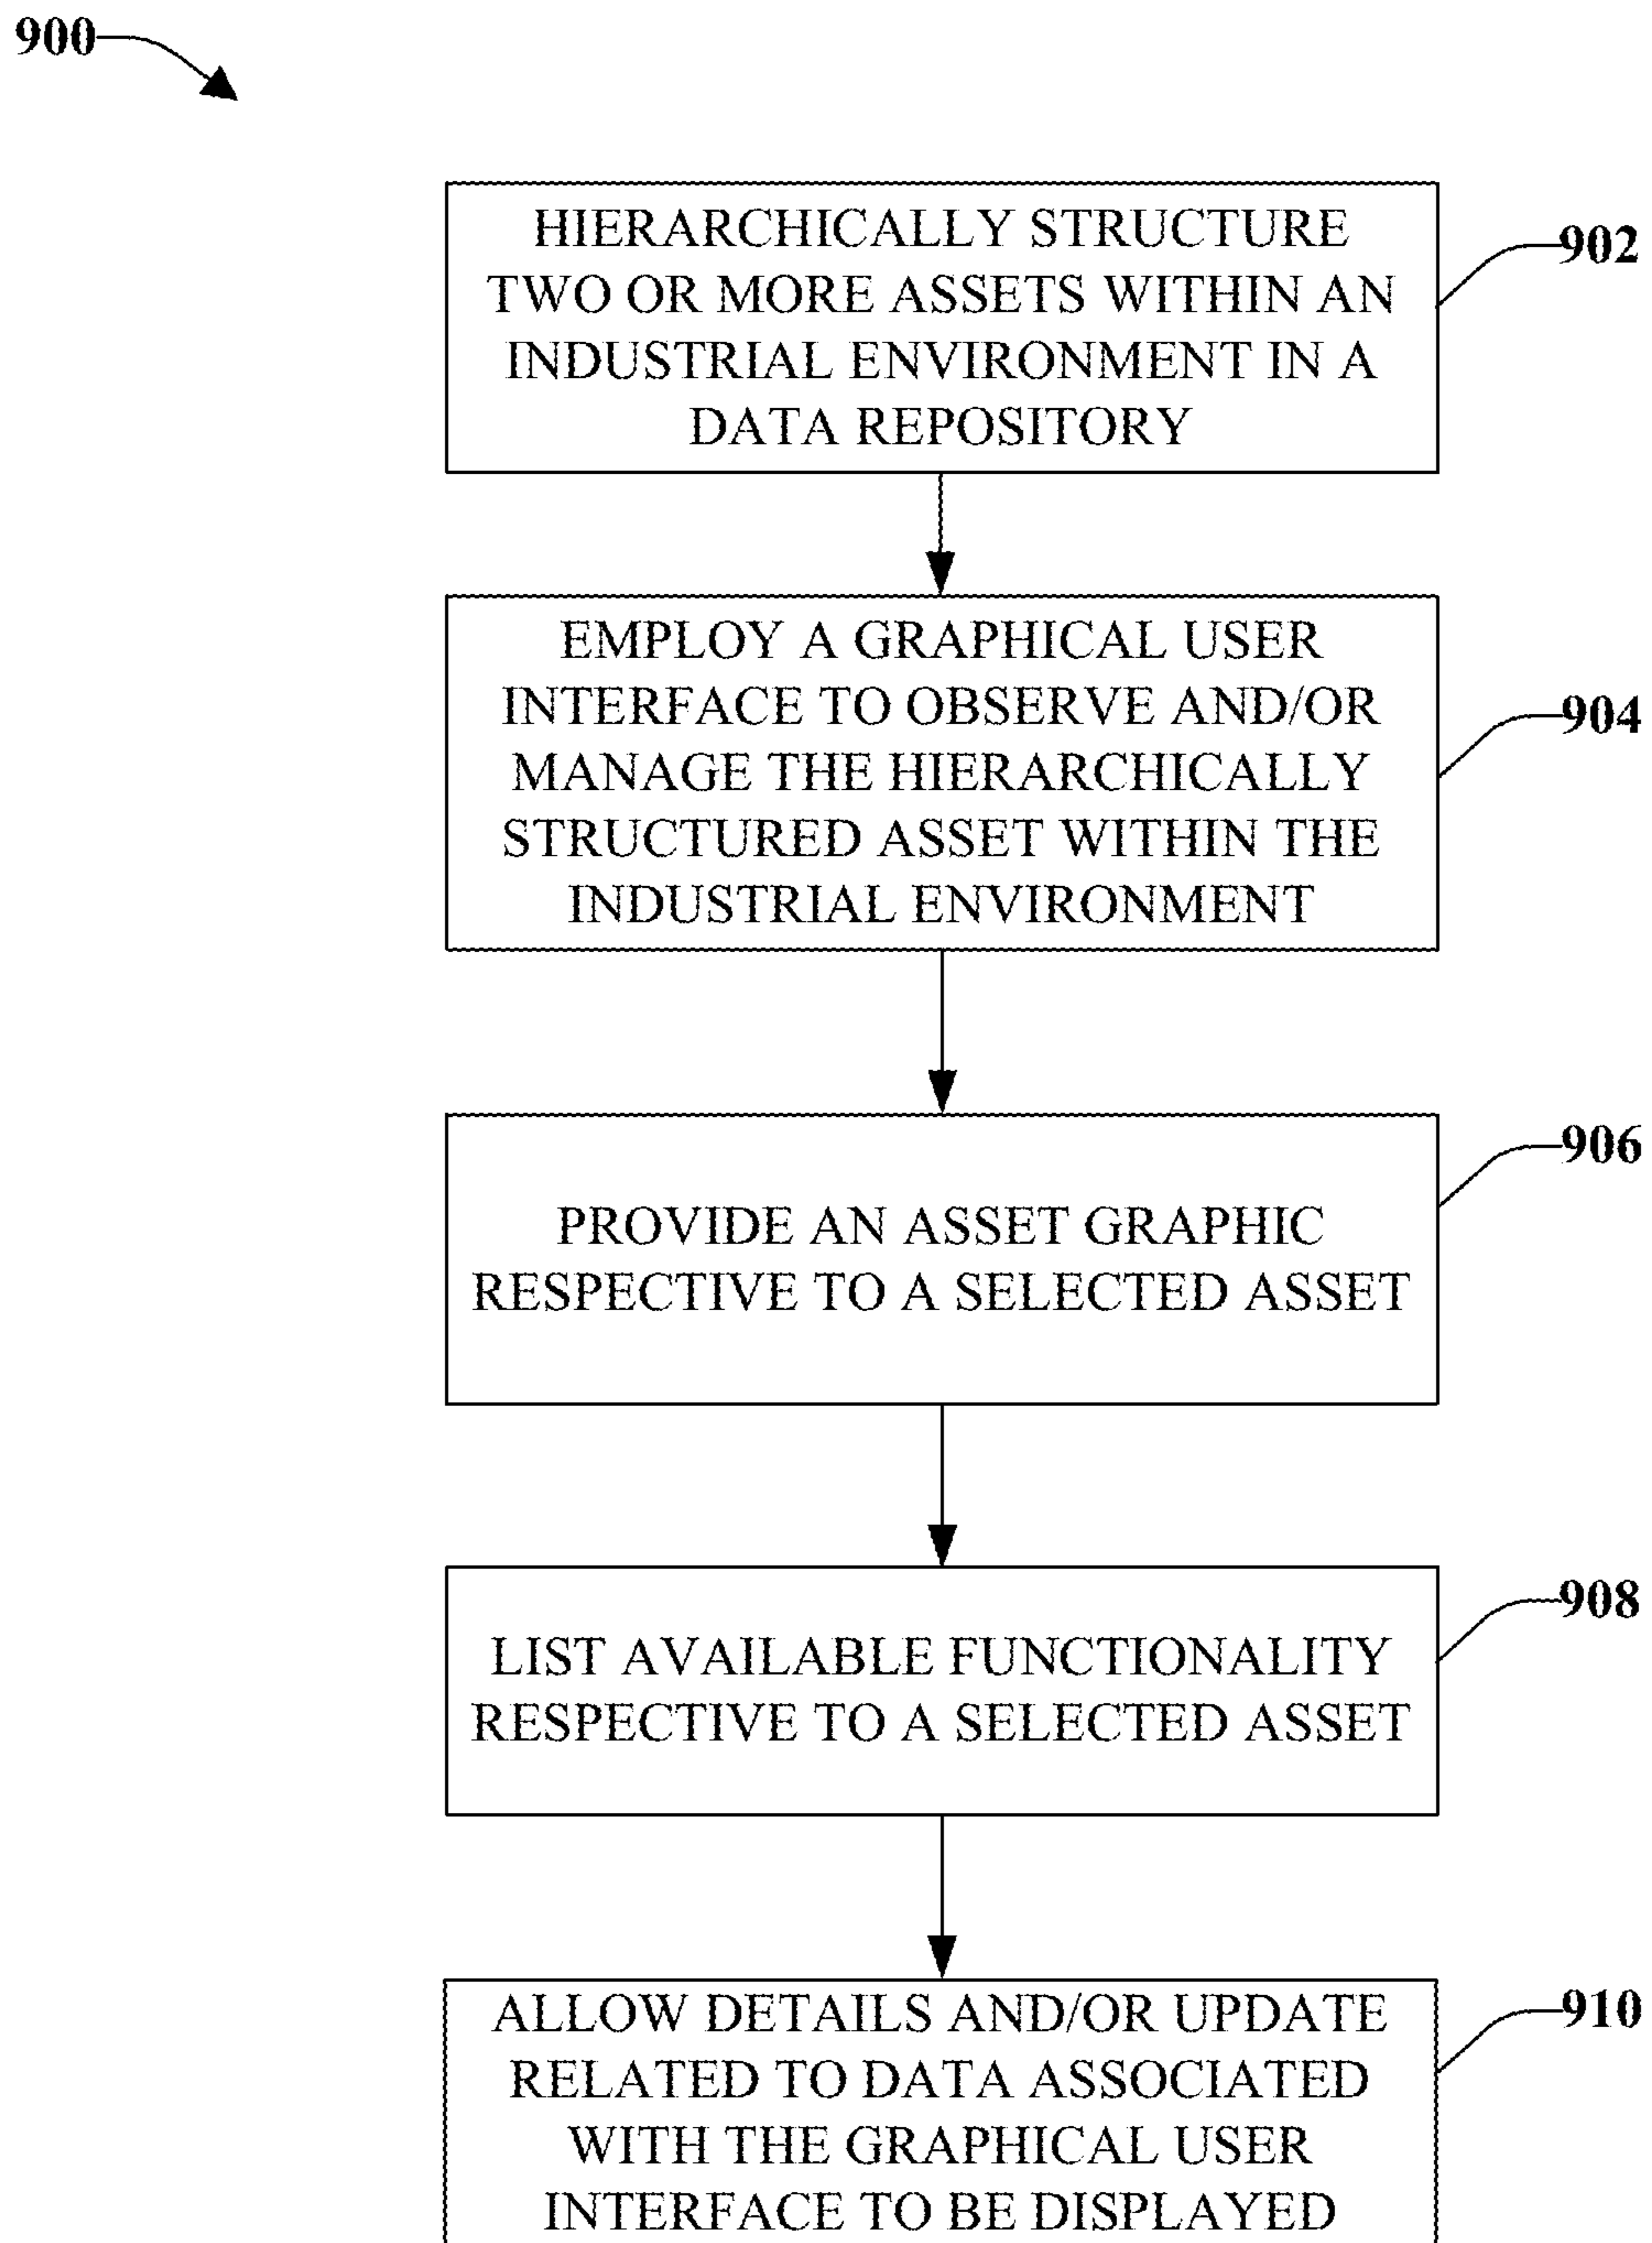 900
HIERARCHICALLY STRUCTURE
TWO OR MORE ASSETS WITHIN AN
INDUSTRIAL ENVIRONMENT IN A
DATA REPOSITORY
902
EMPLOY A GRAPHICAL USER
INTERFACE TO OBSERVE AND/OR
MANAGE THE HIERARCHICALLY
STRUCTURED ASSET WITHIN THE
INDUSTRIAL ENVIRONMENT
904
PROVIDE AN ASSET GRAPHIC
RESPECTIVE TO A SELECTED ASSET
906
LIST AVAILABLE FUNCTIONALITY
RESPECTIVE TO A SELECTED ASSET
908
ALLOW DETAILS AND/OR UPDATE
RELATED TO DATA ASSOCIATED
WITH THE GRAPHICAL USER
INTERFACE TO BE DISPLAYED
910